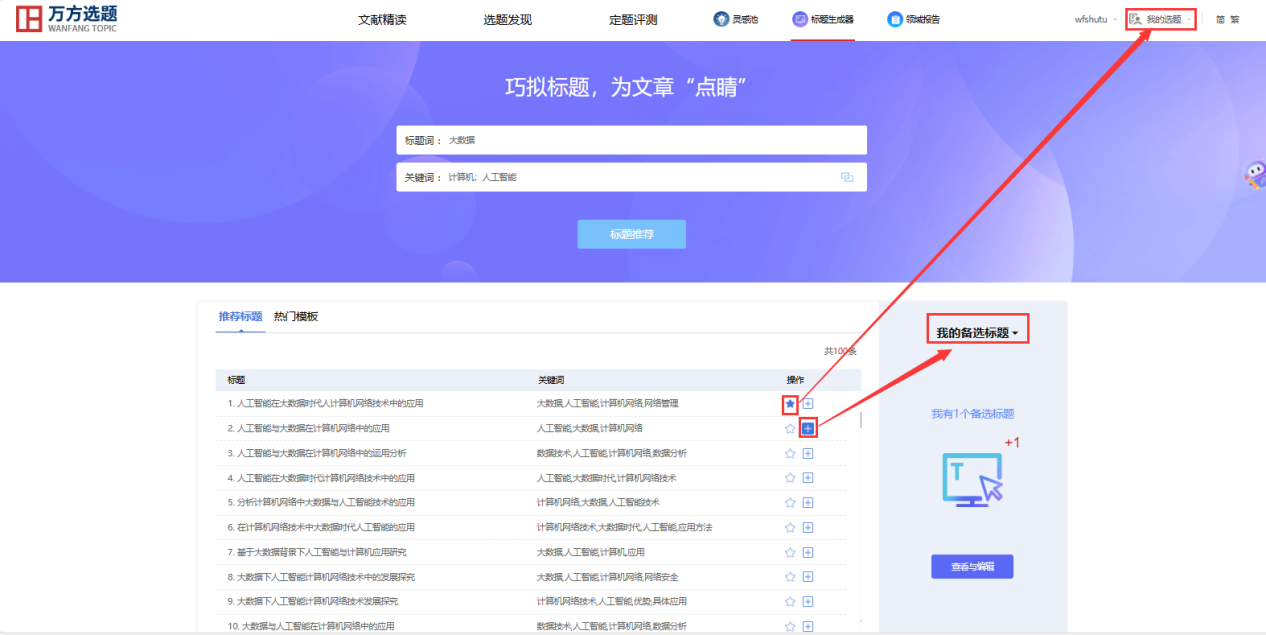 万方选题
WANFANG TOPIC
文献精读 选题发现 定题评测 灵感池 标题生成器 领域报告 wfshutu 我的选题 简 繁
巧拟标题，为文章“点睛”
标题词： 大数据
关键词： 计算机; 人工智能
标题推荐
推荐标题 热门模板
共100条
标题 关键词 操作
1. 人工智能在大数据时代人计算机网络技术中的应用 大数据,人工智能,计算机网络,网络管理
2. 人工智能与大数据在计算机网络中的应用 人工智能,大数据,计算机网络
3. 人工智能与大数据在计算机网络中的运用分析 数据技术,人工智能,计算机网络,数据分析
4. 人工智能在大数据时代计算机网络技术中的应用 人工智能,大数据时代,计算机网络技术
5. 分析计算机网络中大数据与人工智能技术的应用 计算机网络,大数据,人工智能技术
6. 在计算机网络技术中大数据时代人工智能的应用 计算机网络技术,大数据时代,人工智能,应用方法
7. 基于大数据背景下人工智能与计算机应用研究 大数据,人工智能,计算机,应用
8. 大数据下人工智能计算机网络技术中的发展探究 大数据,人工智能,计算机网络,网络安全
9. 大数据下人工智能计算机网络技术发展探究 计算机网络技术,人工智能,优势,具体应用
10. 大数据与人工智能在计算机网络中的应用 数据技术,人工智能,计算机网络,数据分析
我的备选标题
我有1个备选标题
+1
T
查看与编辑